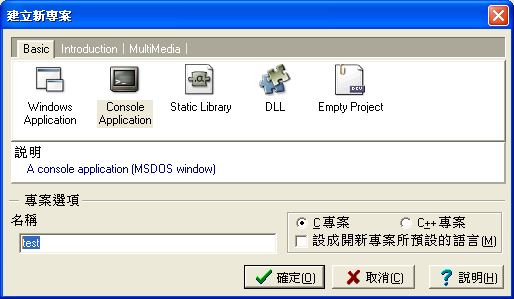 建立新專案
Basic Introduction MultiMedia
Windows Application
Console Application
Static Library
DLL
DEV
Empty Project
說明
A console application (MSDOS window)
專案選項
名稱
test
C專案
C++ 專案
設成開新專案所預設的語言(M)
確定(O)
取消(C)
說明(H)